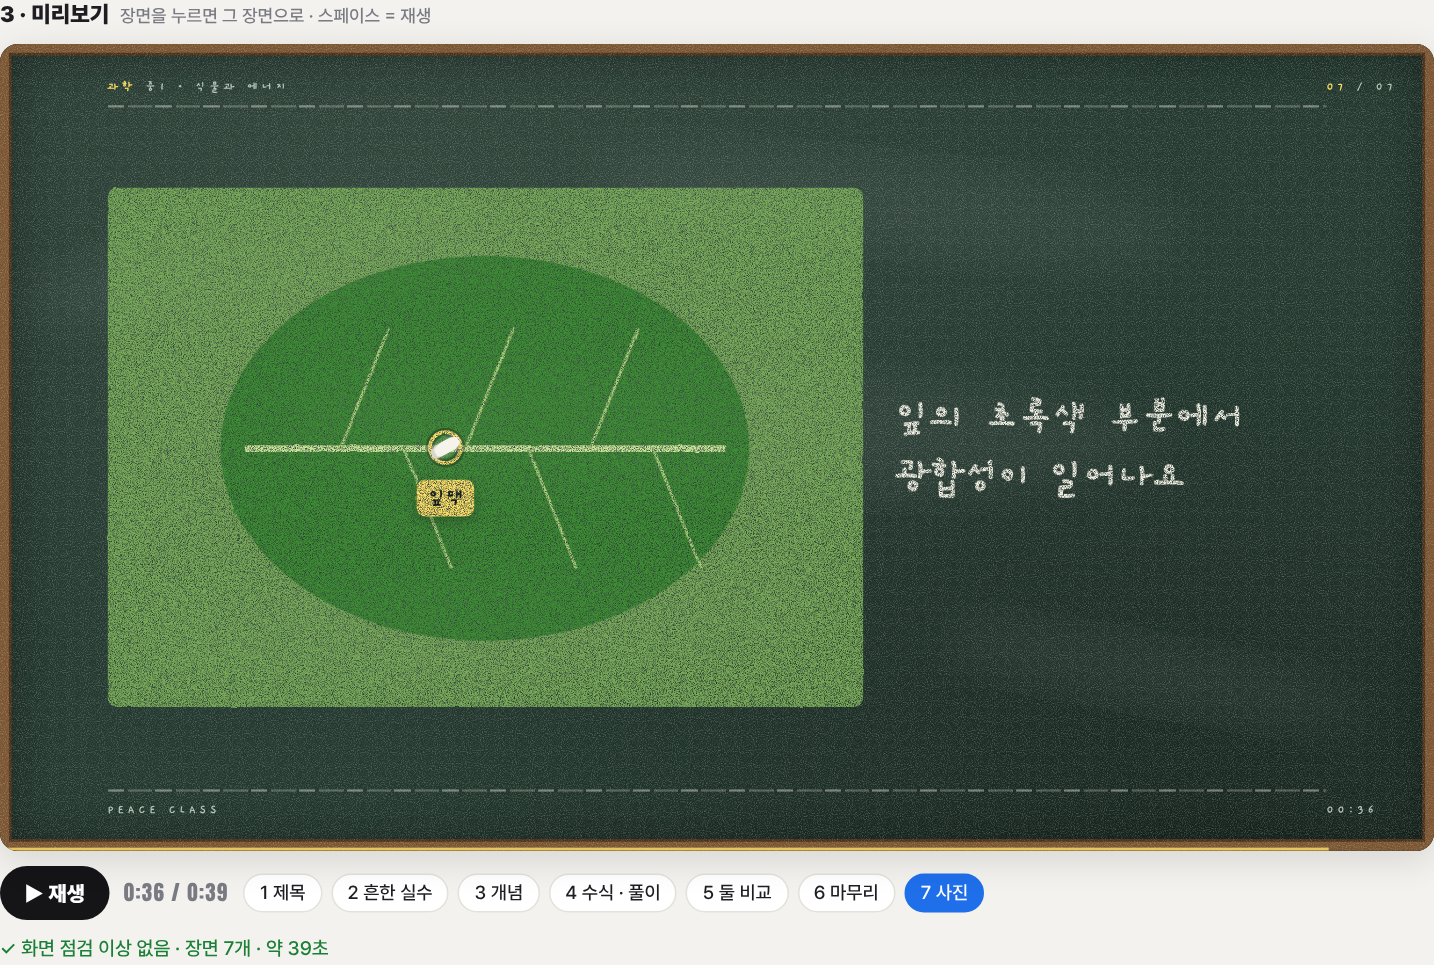 3 · 미리보기 장면을 누르면 그 장면으로 · 스페이스 = 재생
과학 중1 · 식물과 에너지
07 / 07
잎맥
잎의 초록색 부분에서
광합성이 일어나요
PEACE CLASS
00:36
▶ 재생 0:36 / 0:39 1 제목 2 흔한 실수 3 개념 4 수식 · 풀이 5 둘 비교 6 마무리 7 사진
✓ 화면 점검 이상 없음 · 장면 7개 · 약 39초